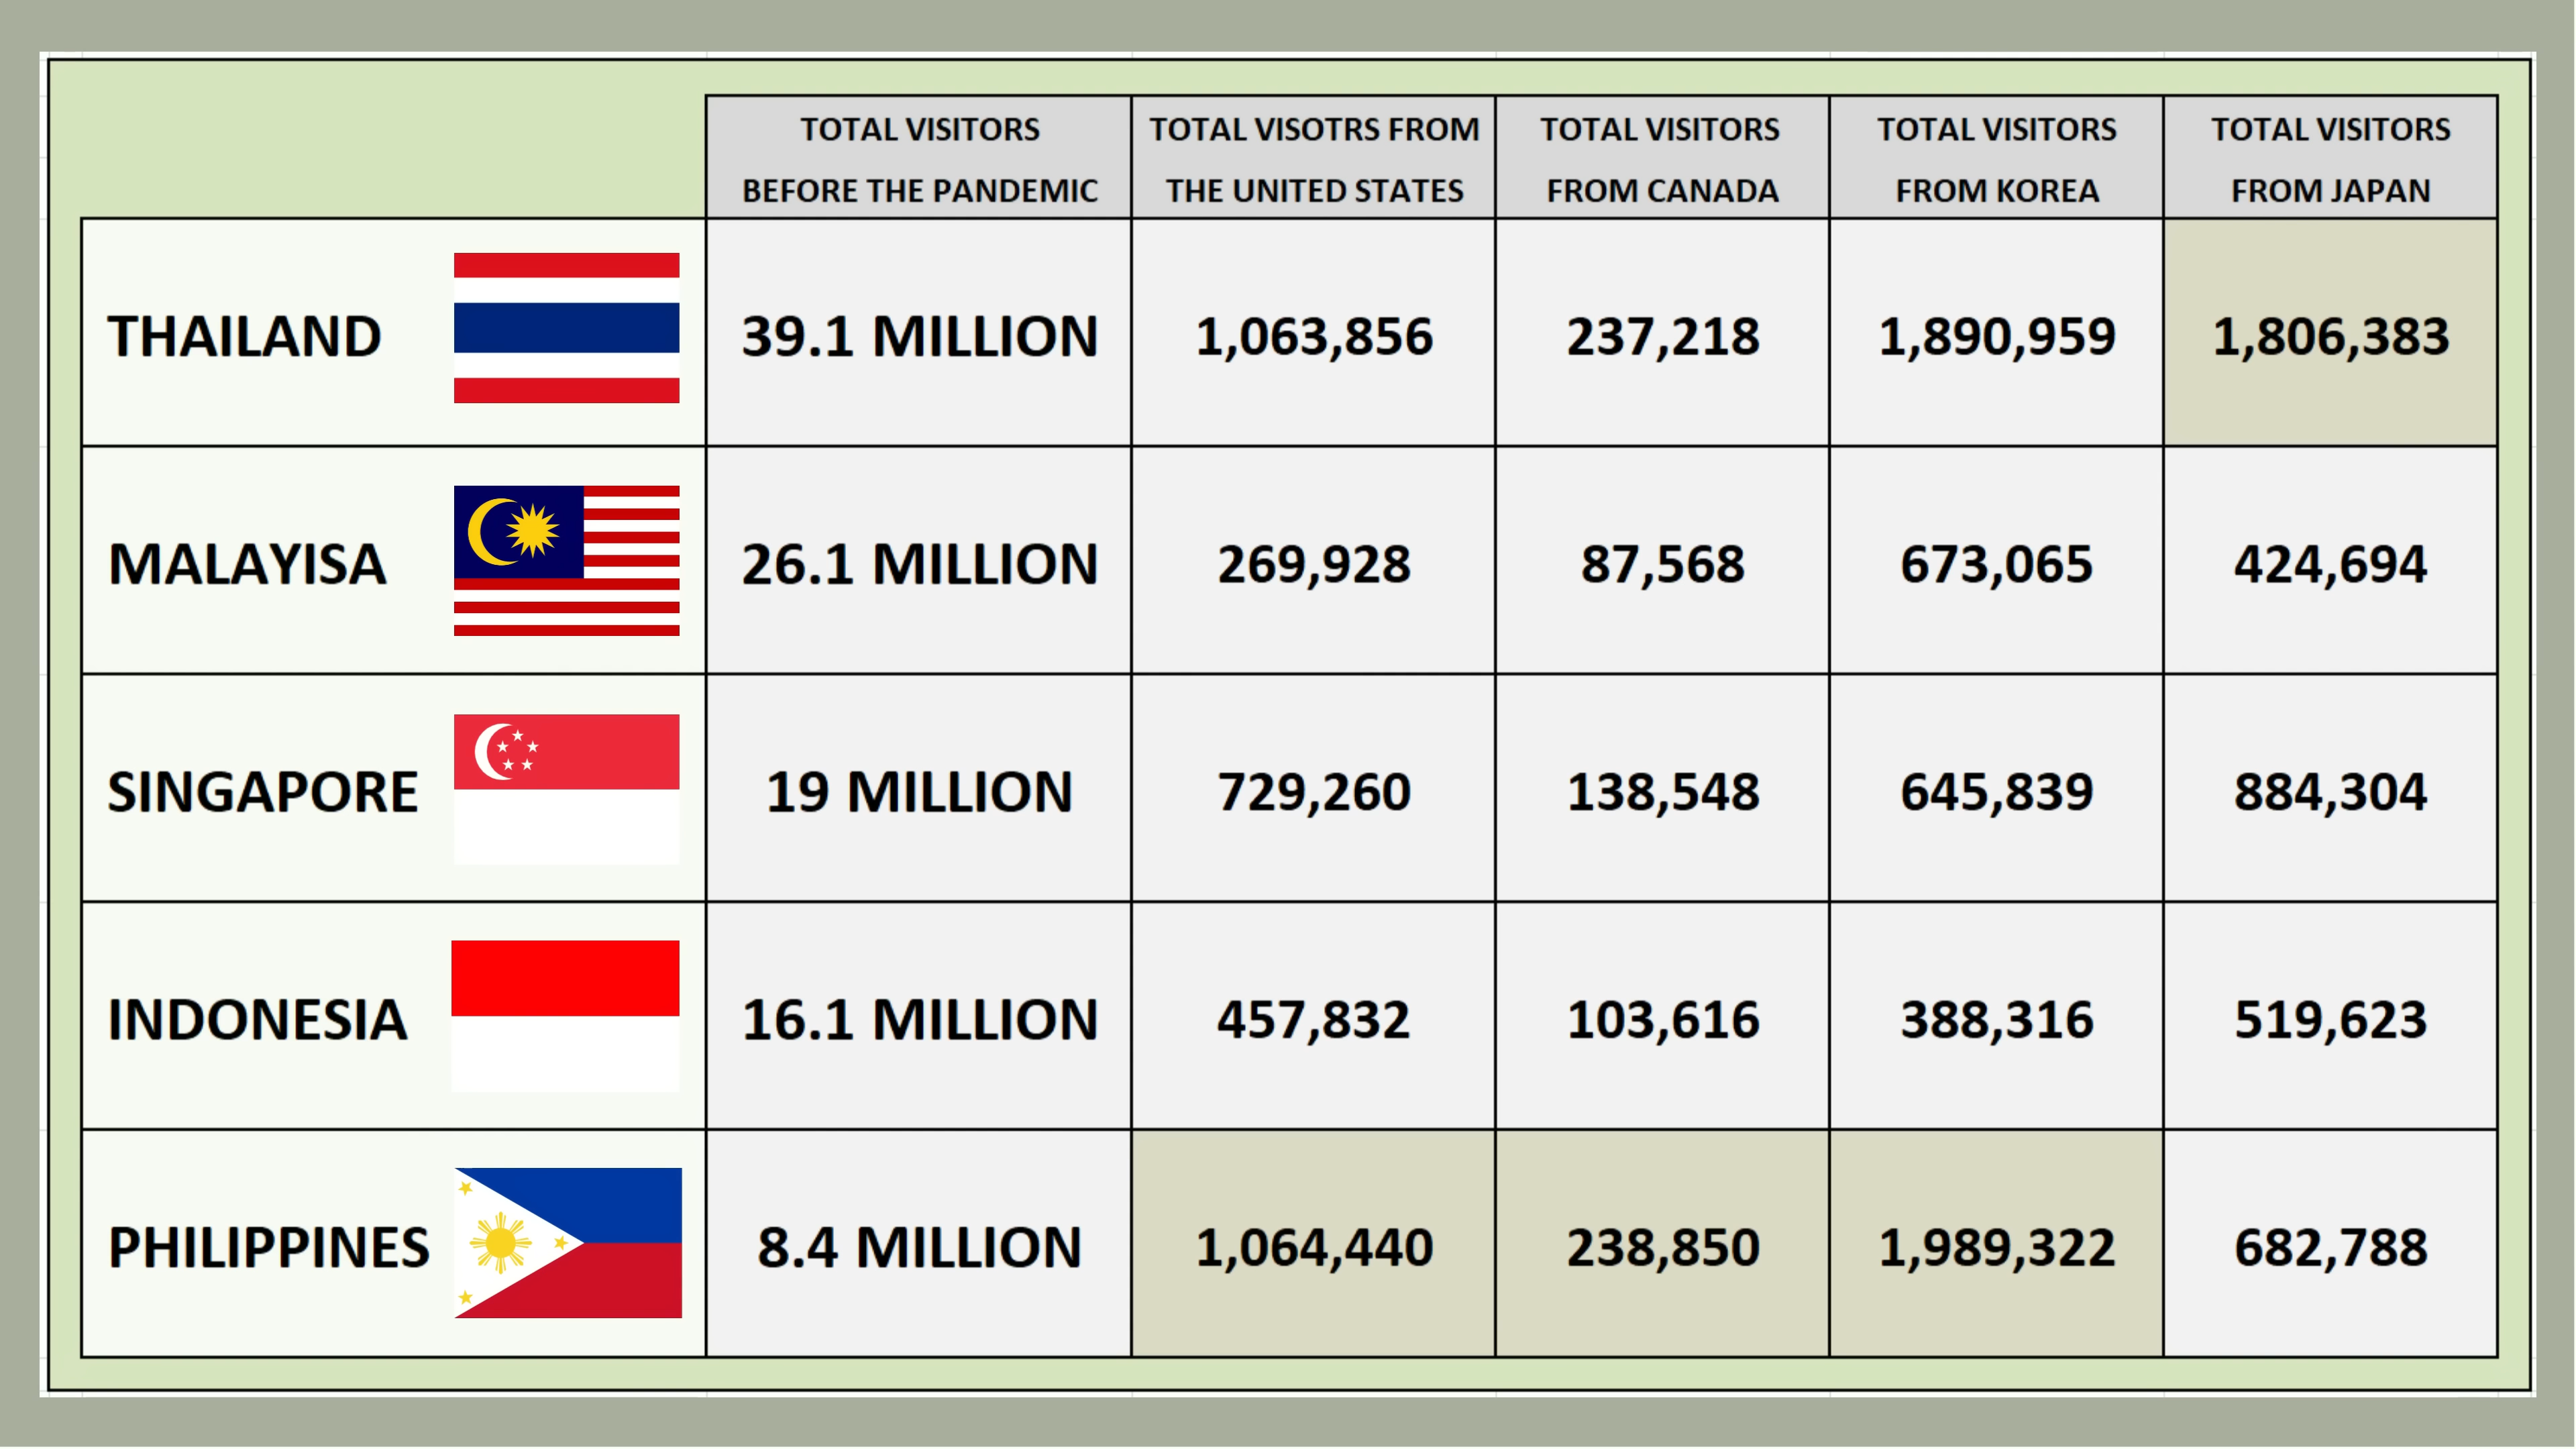 TOTAL VISITORS
BEFORE THE PANDEMIC
TOTAL VISOTRS FROM
THE UNITED STATES
TOTAL VISITORS
FROM CANADA
TOTAL VISITORS
FROM KOREA
TOTAL VISITORS
FROM JAPAN
THAILAND 39.1 MILLION 1,063,856 237,218 1,890,959 1,806,383
MALAYISA 26.1 MILLION 269,928 87,568 673,065 424,694
SINGAPORE 19 MILLION 729,260 138,548 645,839 884,304
INDONESIA 16.1 MILLION 457,832 103,616 388,316 519,623
PHILIPPINES 8.4 MILLION 1,064,440 238,850 1,989,322 682,788